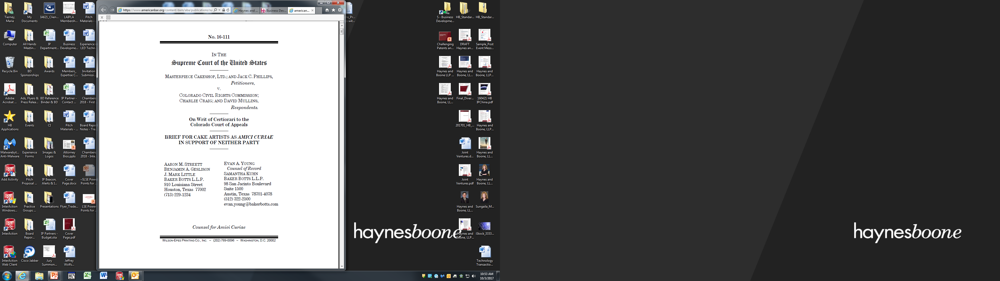 Tierney, Maria
My Documents
IA621_Clien...
LAIPLA Membersh...
Pitch Materials - ...
Computer
All Hands Meetin...
IP Department...
Business Developme...
Experience i LED Techn...
Recycle Bin
BD Sponsorships
Awards
Members_ Expertise C...
Invitation Submissi...
Adobe Acrobat ...
Ads, Flyers & Press Relea...
BD Reference Binder & BD
IP Partner - Contact ...
Chambers 2018 - First ...
HB Applications
Events
CI
Pitch Materials - ...
Board Repo Notes - Tra...
Malwarebyt... Anti-Malware
Experience Forms
Images & Logos
Attorney Bios.pptx
Chambers 2018 - Inte...
Add Activity
Pitch Proposal ...
IP Beacon, Alerts & I...
Cover Page.docx
~$LSE Powe Points for ...
InterAction Windows...
Practice Groups ...
Presentations
Flyer_Trade...
LSE Power Points for ...
InterAction
Board Repor...
IP Partners - Budget.xlsx
Cover Page.pdf
InterAction Web Client
Cisco Jabber
Jury Summon...
Jeffrey Wolfs...
https://www.americanbar.org/content/dam/aba/publications/su
Haynes and ...
Business Dev...
american...
No. 16-111
IN THE
Supreme Court of the United States
MASTERPIECE CAKESHOP, LTD.; AND JACK C. PHILLIPS,
Petitioners,
v.
COLORADO CIVIL RIGHTS COMMISSION;
CHARLIE CRAIG; AND DAVID MULLINS,
Respondents.
On Writ of Certiorari to the
Colorado Court of Appeals
BRIEF FOR CAKE ARTISTS AS AMICI CURIAE
IN SUPPORT OF NEITHER PARTY
AARON M. STREETT
BENJAMIN A. GESLISON
J. MARK LITTLE
BAKER BOTTS L.L.P.
910 Louisiana Street
Houston, Texas 77002
(713) 229-1234
EVAN A. YOUNG
Counsel of Record
SAMANTHA KUHN
BAKER BOTTS L.L.P.
98 San Jacinto Boulevard
Suite 1500
Austin, Texas 78701-4078
(512) 322-2500
evan.young@bakerbotts.com
Counsel for Amici Curiae
WILSON-EPES PRINTING CO., INC. – (202) 789-0096 – WASHINGTON, D.C. 20002
S - Business Developme...
HB_Standar...
HB_Standar...
Challenging Patents an...
DRAFT Haynes an...
Sample_Post Event Mess...
Haynes and Boone LLP ...
Haynes and Boone, LL...
Haynes and Boone, LLP...
Haynes and Boone, LL...
Final_Diver...
160421 HB IPChina.pdf
201701_HB_...
Haynes and Boone, LLP...
Joint Ventures.d...
Haynes and Boone, LL...
Joint Ventures.pdf
Haynes and Boone, LL...
Haynes and Boone, LL...
Sungaila_M...
Haynes and Boone, LLP...
iStock_3333...
Technology Transactio...
haynesboone
haynesboone
10:53 AM
10/3/2017